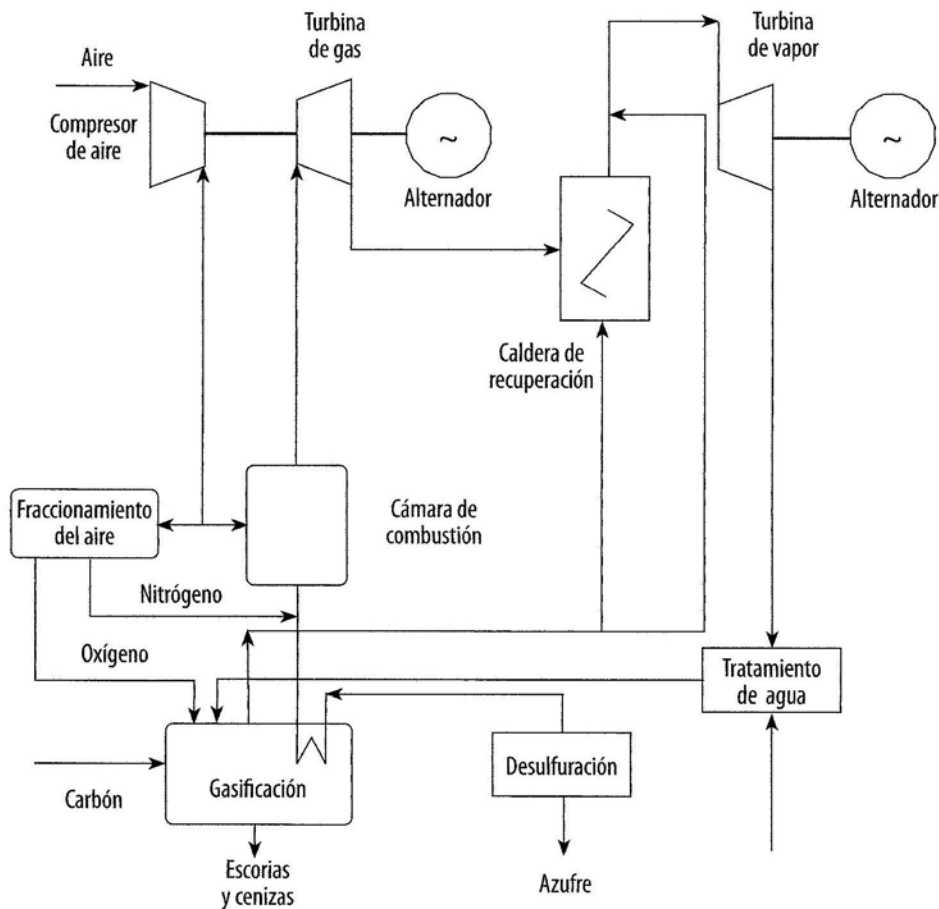 Turbina
de gas
Turbina
de vapor
Aire
Compresor
de aire
~
Alternador
~
Alternador
Caldera de
recuperación
Fraccionamiento
del aire
Cámara de
combustión
Nitrógeno
Oxígeno
Tratamiento
de agua
Desulfuración
Gasificación
Carbón
Escorias
y cenizas
Azufre